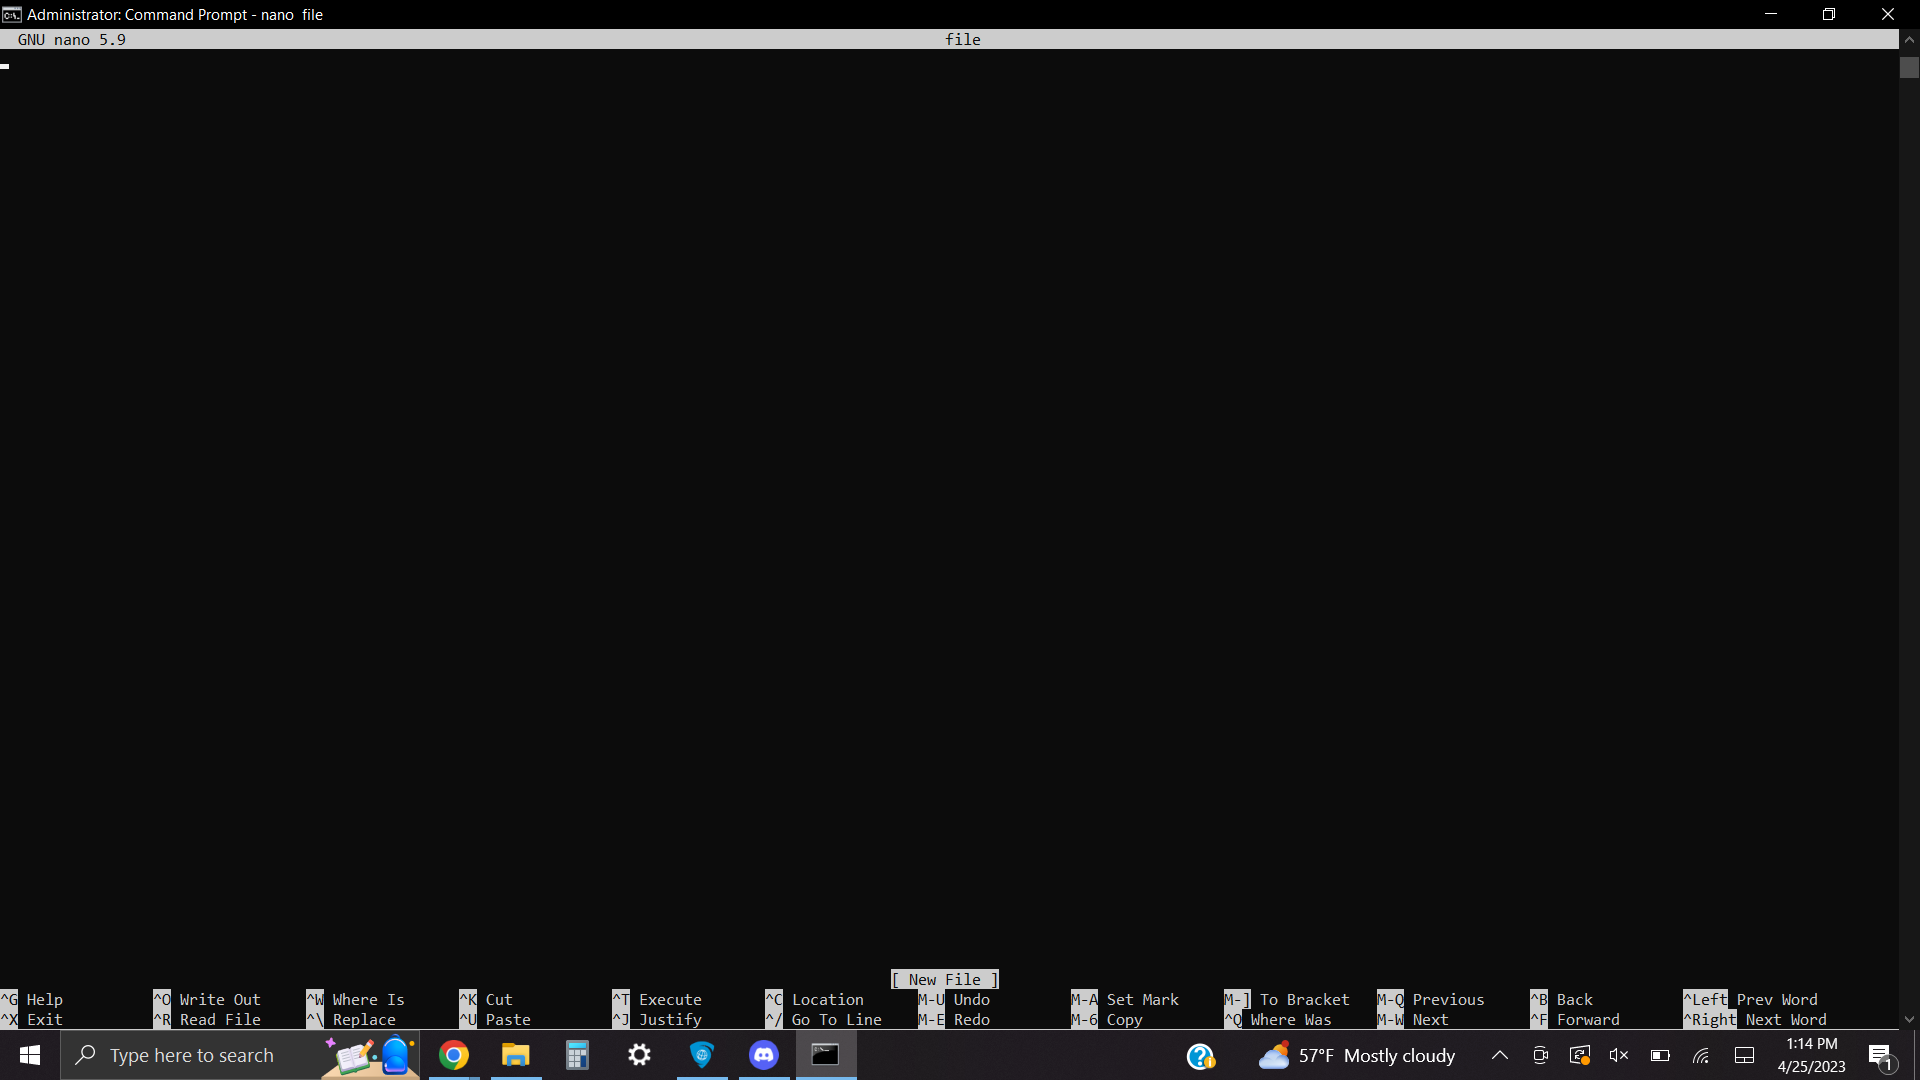 Administrator: Command Prompt - nano  file
GNU nano 5.9 file
[ New File ]
^G Help ^O Write Out ^W Where Is ^K Cut ^T Execute ^C Location M-U Undo M-A Set Mark M-] To Bracket M-Q Previous ^B Back ^Left Prev Word
^X Exit ^R Read File ^\ Replace ^U Paste ^J Justify ^/ Go To Line M-E Redo M-6 Copy ^Q Where Was M-W Next ^F Forward ^Right Next Word
Type here to search 57°F Mostly cloudy 1:14 PM
4/25/2023 1